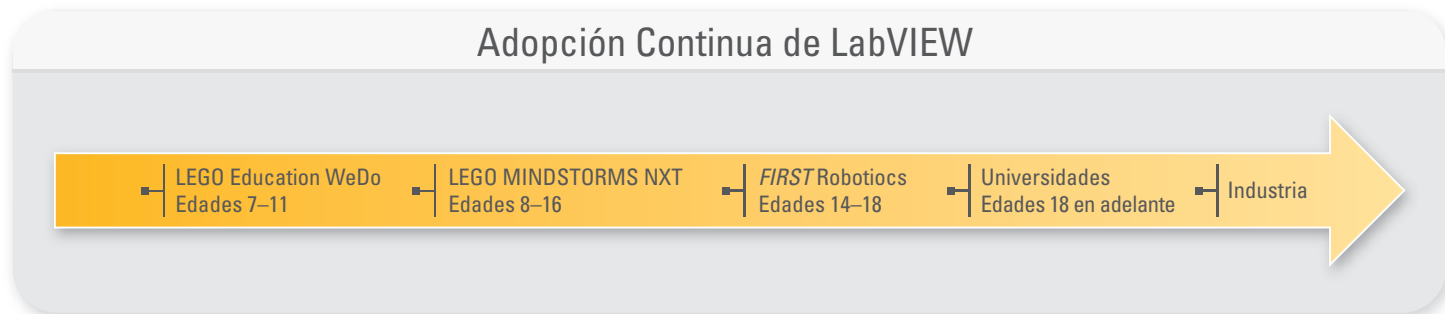 Adopción Continua de LabVIEW
LEGO Education WeDo
Edades 7–11
LEGO MINDSTORMS NXT
Edades 8–16
FIRST Robotiocs
Edades 14–18
Universidades
Edades 18 en adelante
Industria